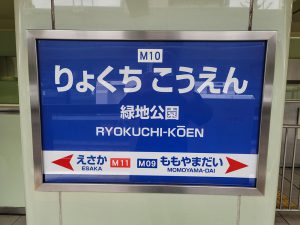 M10
りょくち こうえん
緑地公園
RYOKUCHI-KŌEN
えさか M11 M09 ももやまだい
ESAKA MOMOYAMA-DAI